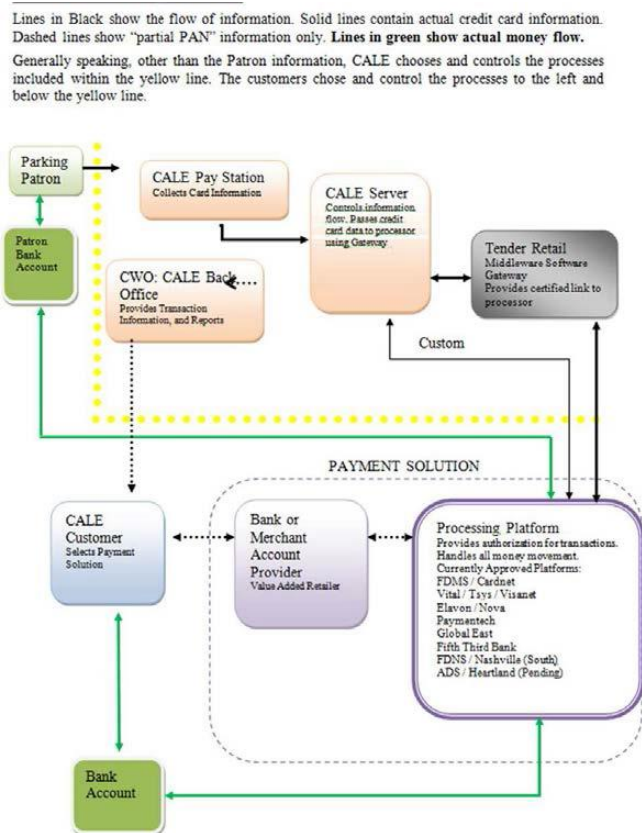 Lines in Black show the flow of information. Solid lines contain actual credit card information.
Dashed lines show “partial PAN” information only. Lines in green show actual money flow.
Generally speaking, other than the Patron information, CALE chooses and controls the processes
included within the yellow line. The customers chose and control the processes to the left and
below the yellow line.
Parking
Patron
CALE Pay Station
Collects Card Information
CALE Server
Controls information
flow. Passes credit
card data to processor
using Gateway
Patron
Bank
Account
Tender Retail
Middleware Software
Gateway
Provides certified link to
processor
CWO: CALE Back
Office
Provides Transaction
Information, and Reports
Custom
PAYMENT SOLUTION
CALE
Customer
Selects Payment
Solution
Bank or
Merchant
Account
Provider
Value Added Retailer
Processing Platform
Provides authorization for transactions.
Handles all money movement.
Currently Approved Platforms:
FDMS / Cardnet
Vital / Tsys / Visanet
Elavon / Nova
Paymentech
Global East
Fifth Third Bank
FDNS / Nashville (South)
ADS / Heartland (Pending)
Bank
Account